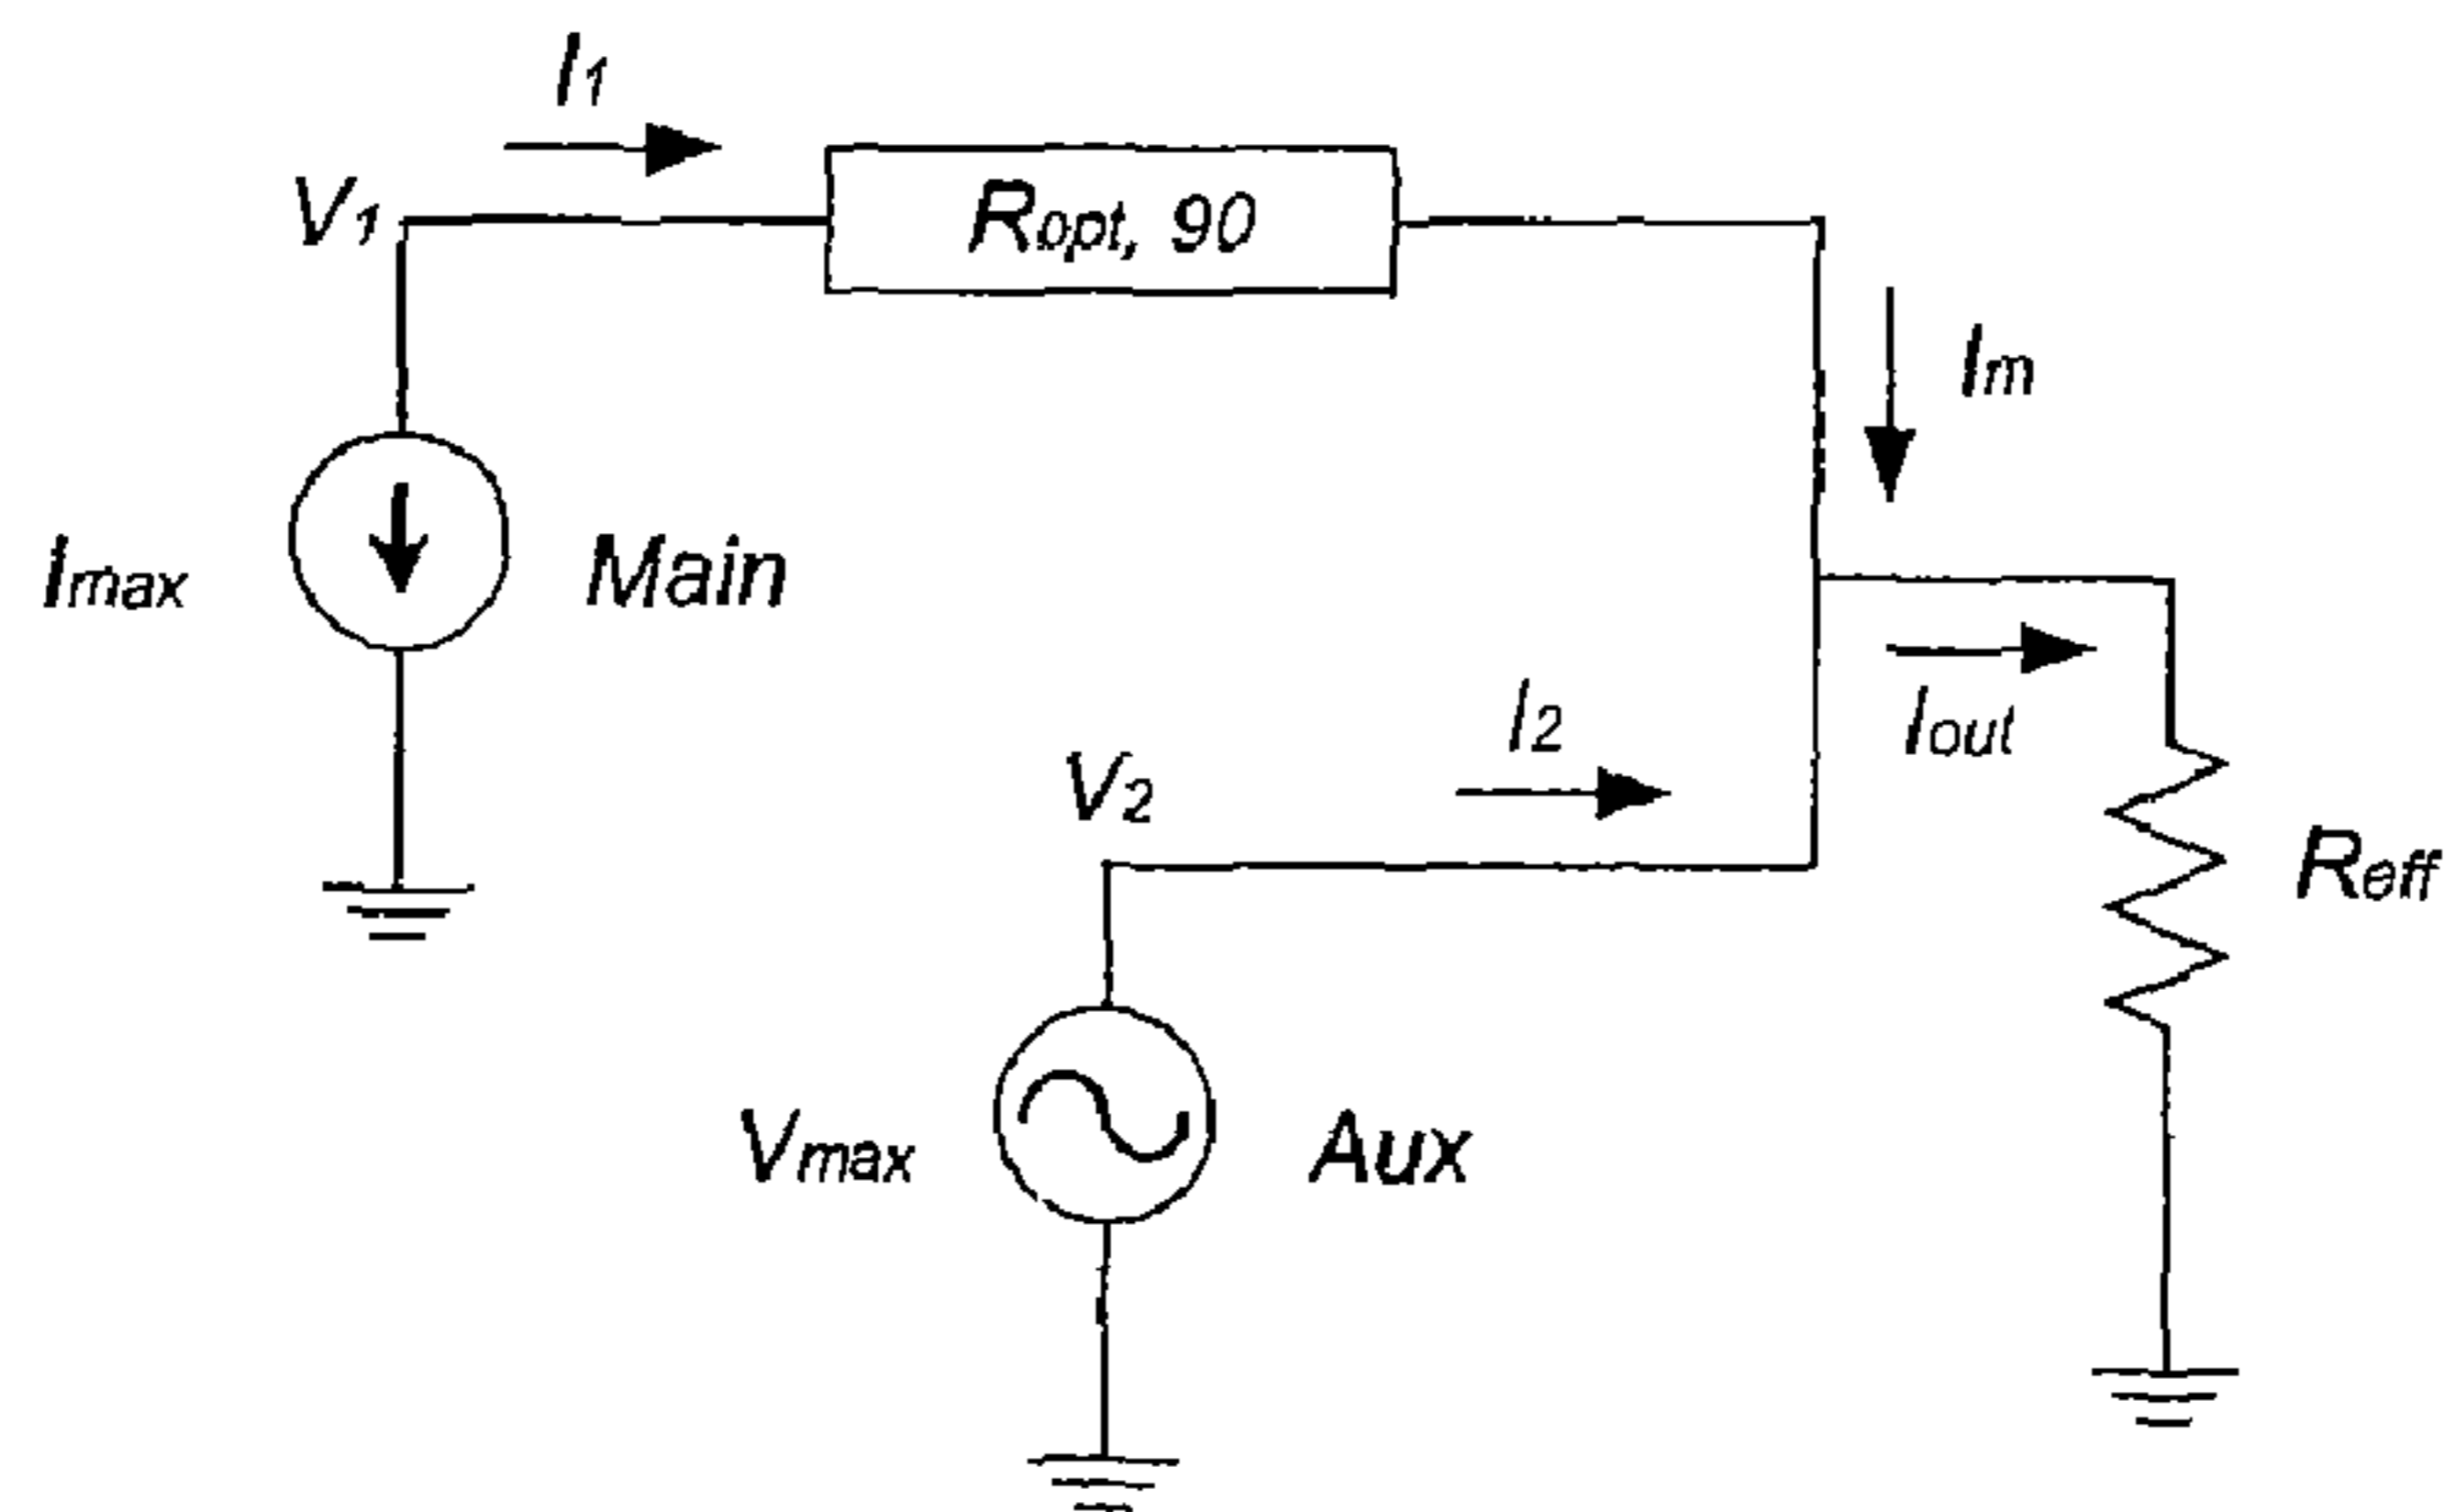 I1
V1
Ropt, 90
Im
Imax
Main
I2
Iout
V2
Reff
Vmax
Aux